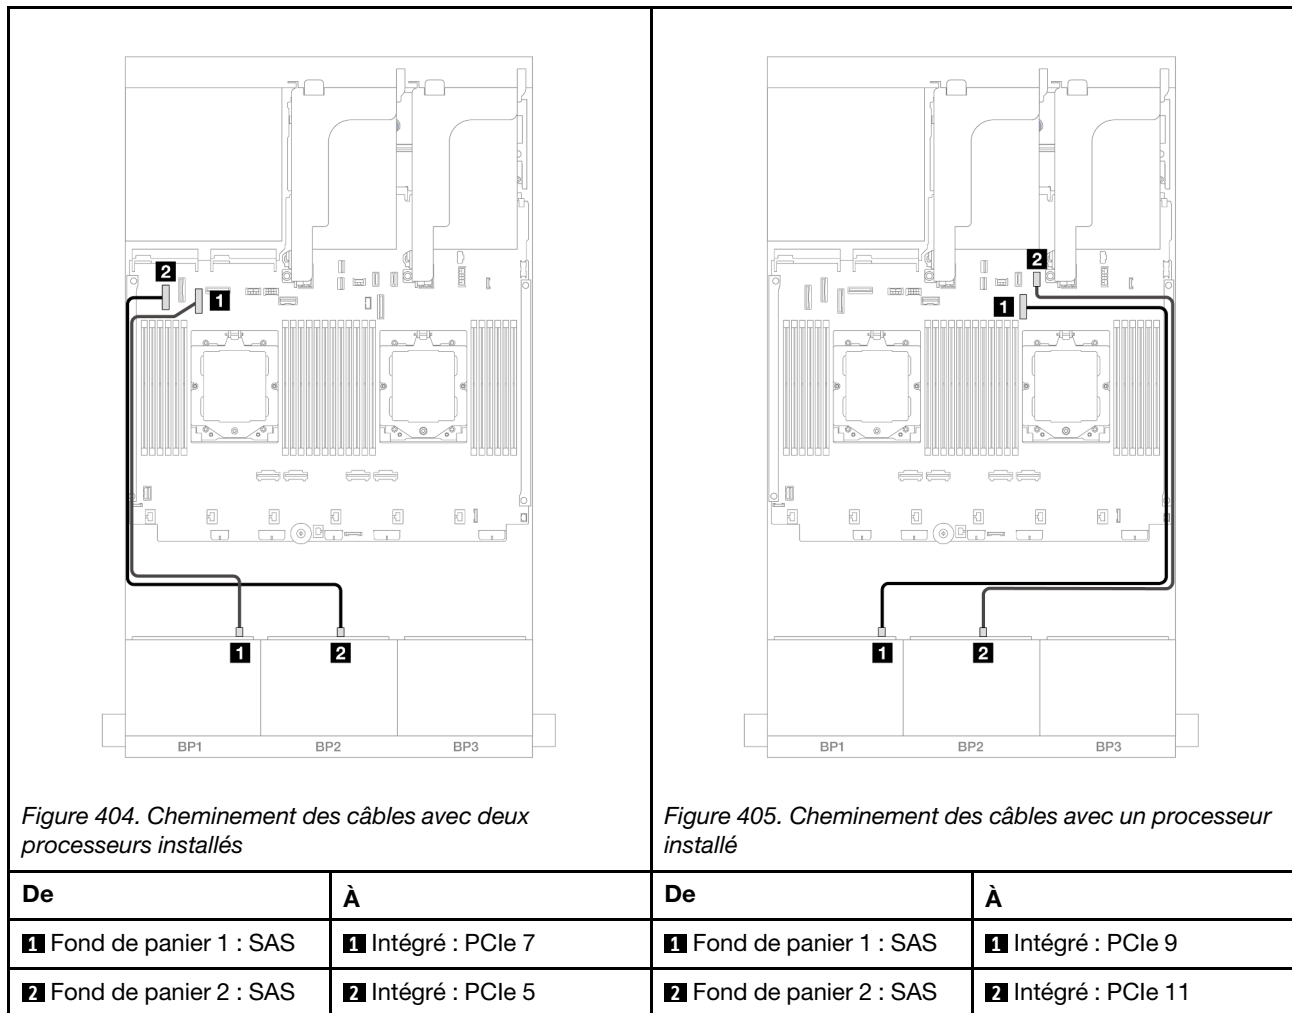 2
1
1
2
BP1
BP2
BP3
Figure 404. Cheminement des câbles avec deux
processeurs installés
2
1
1
2
BP1
BP2
BP3
Figure 405. Cheminement des câbles avec un processeur
installé
De
À
De
À
1 Fond de panier 1 : SAS
1 Intégré : PCIe 7
1 Fond de panier 1 : SAS
1 Intégré : PCIe 9
2 Fond de panier 2 : SAS
2 Intégré : PCIe 5
2 Fond de panier 2 : SAS
2 Intégré : PCIe 11